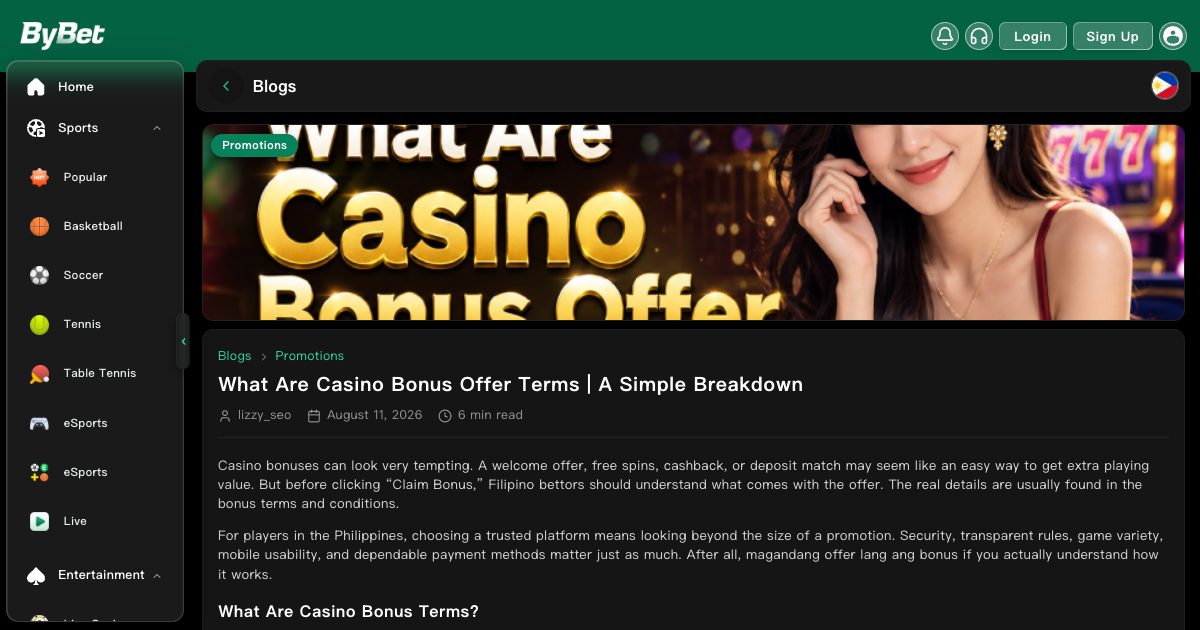 ByBet
Login
Sign Up
Home
Sports
Popular
Basketball
Soccer
Tennis
Table Tennis
eSports
eSports
Live
Entertainment
Blogs
Promotions
What Are
Casino
Bonus Offer
777
Blogs > Promotions
What Are Casino Bonus Offer Terms | A Simple Breakdown
lizzy_seo August 11, 2026 6 min read
Casino bonuses can look very tempting. A welcome offer, free spins, cashback, or deposit match may seem like an easy way to get extra playing
value. But before clicking “Claim Bonus,” Filipino bettors should understand what comes with the offer. The real details are usually found in the
bonus terms and conditions.
For players in the Philippines, choosing a trusted platform means looking beyond the size of a promotion. Security, transparent rules, game variety,
mobile usability, and dependable payment methods matter just as much. After all, magandang offer lang ang bonus if you actually understand how
it works.
What Are Casino Bonus Terms?